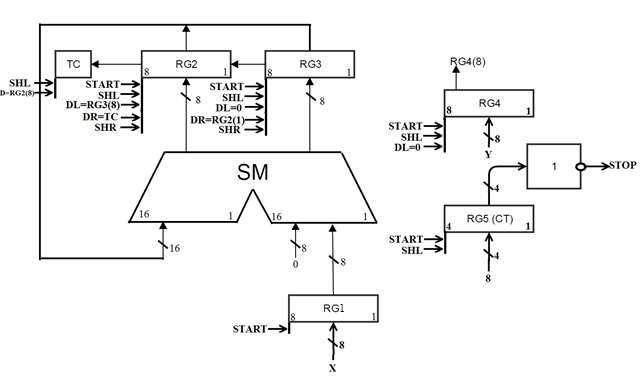 TC
RG2
8
1
RG3
8
1
SHL
D=RG2(8)
START
SHL
DL=RG3(8)
DR=TC
SHR
8
START
SHL
DL=0
DR=RG2(1)
SHR
8
SM
16
1
16
1
16
8
0
8
RG1
8
1
START
8
X
RG4(8)
RG4
8
1
START
SHL
DL=0
8
Y
1
STOP
4
RG5 (CT)
4
1
START
SHL
4
8